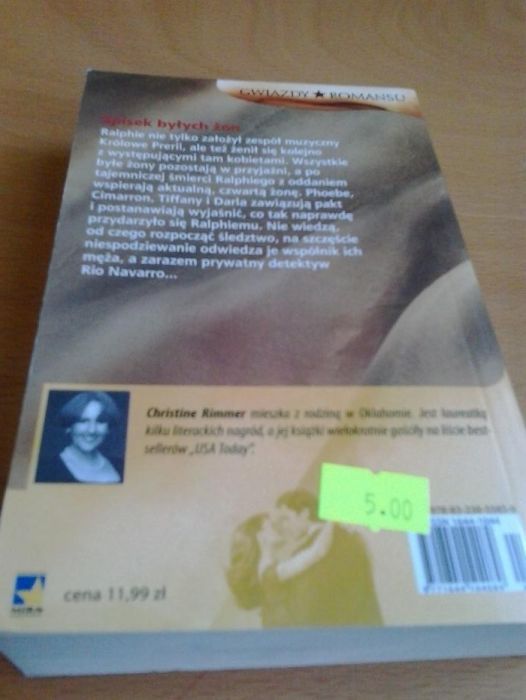 GWIAZDY ★ ROMANSU
Spisek byłych żon
Ralphie nie tylko założył zespół muzyczny
Królowe Prerii, ale też żenił się kolejno
z występującymi tam kobietami. Wszystkie
byłe żony pozostają w przyjaźni, a po
tajemniczej śmierci Ralphiego z oddaniem
wspierają aktualną, czwartą żonę. Phoebe,
Cimarron, Tiffany i Darla zawiązują pakt
i postanawiają wyjaśnić, co tak naprawdę
przydarzyło się Ralphiemu. Nie wiedzą,
od czego rozpocząć śledztwo, na szczęście
niespodziewanie odwiedza je wspólnik ich
męża, a zarazem prywatny detektyw
Rio Navarro...
Christine Rimmer mieszka z rodziną w Oklahomie. Jest laureatką
kilku literackich nagród, a jej książki wielokrotnie gościły na liście best-
sellerów „USA Today”.
5.00
MIRA
cena 11,99 zł